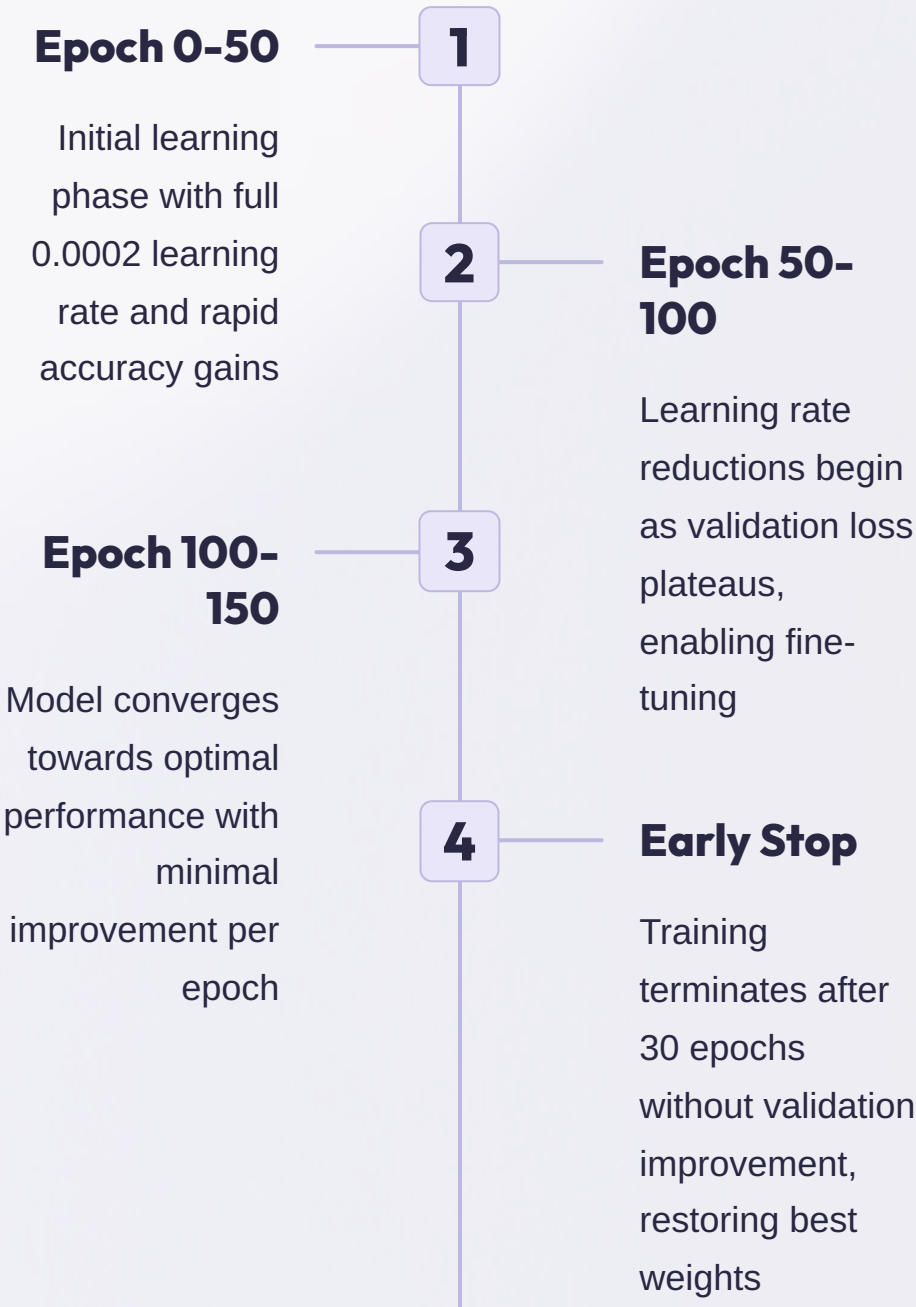 1
Epoch 0-50
Initial learning
phase with full
0.0002 learning
rate and rapid
accuracy gains
2
Epoch 50-
100
Learning rate
reductions begin
as validation loss
plateaus,
enabling fine-
tuning
3
Epoch 100-
150
Model converges
towards optimal
performance with
minimal
improvement per
epoch
4
Early Stop
Training
terminates after
30 epochs
without validation
improvement,
restoring best
weights